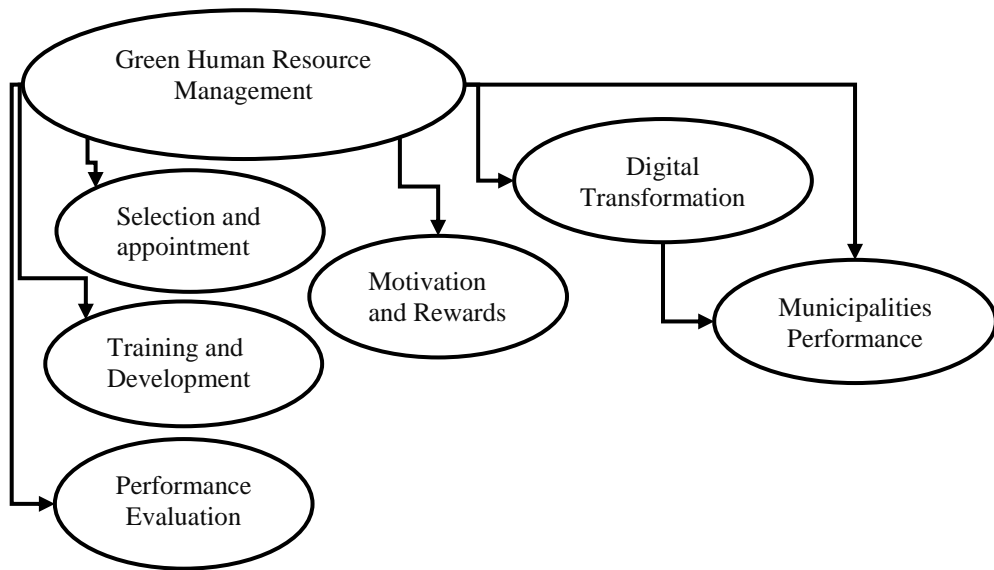 Green Human Resource
Management
Digital
Transformation
Selection and
appointment
Motivation
and Rewards
Municipalities
Performance
Training and
Development
Performance
Evaluation